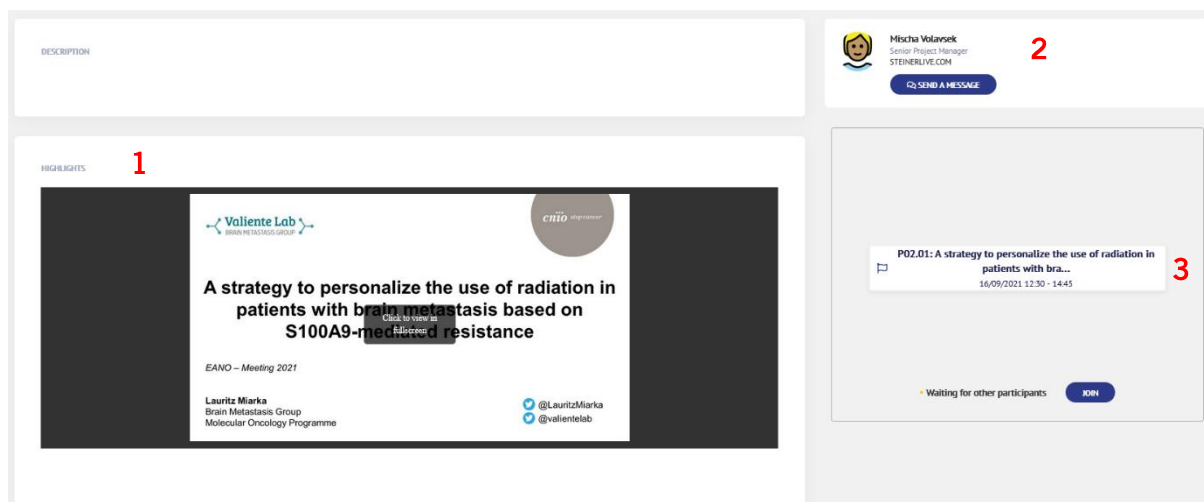 DESCRIPTION
HIGHLIGHTS
1
Valiente Lab
BRAIN METASTASIS GROUP
cnio stop cancer
A strategy to personalize the use of radiation in
patients with brain metastasis based on
S100A9-mediated resistance
Click to view in
fullscreen
EANO – Meeting 2021
Lauritz Miarka
Brain Metastasis Group
Molecular Oncology Programme
@LauritzMiarka
@valientelab
Mischa Volavsek
Senior Project Manager
STEINERLIVE.COM
2
SEND A MESSAGE
P02.01: A strategy to personalize the use of radiation in
patients with bra...
16/09/2021 12:30 - 14:45
3
Waiting for other participants
JOIN